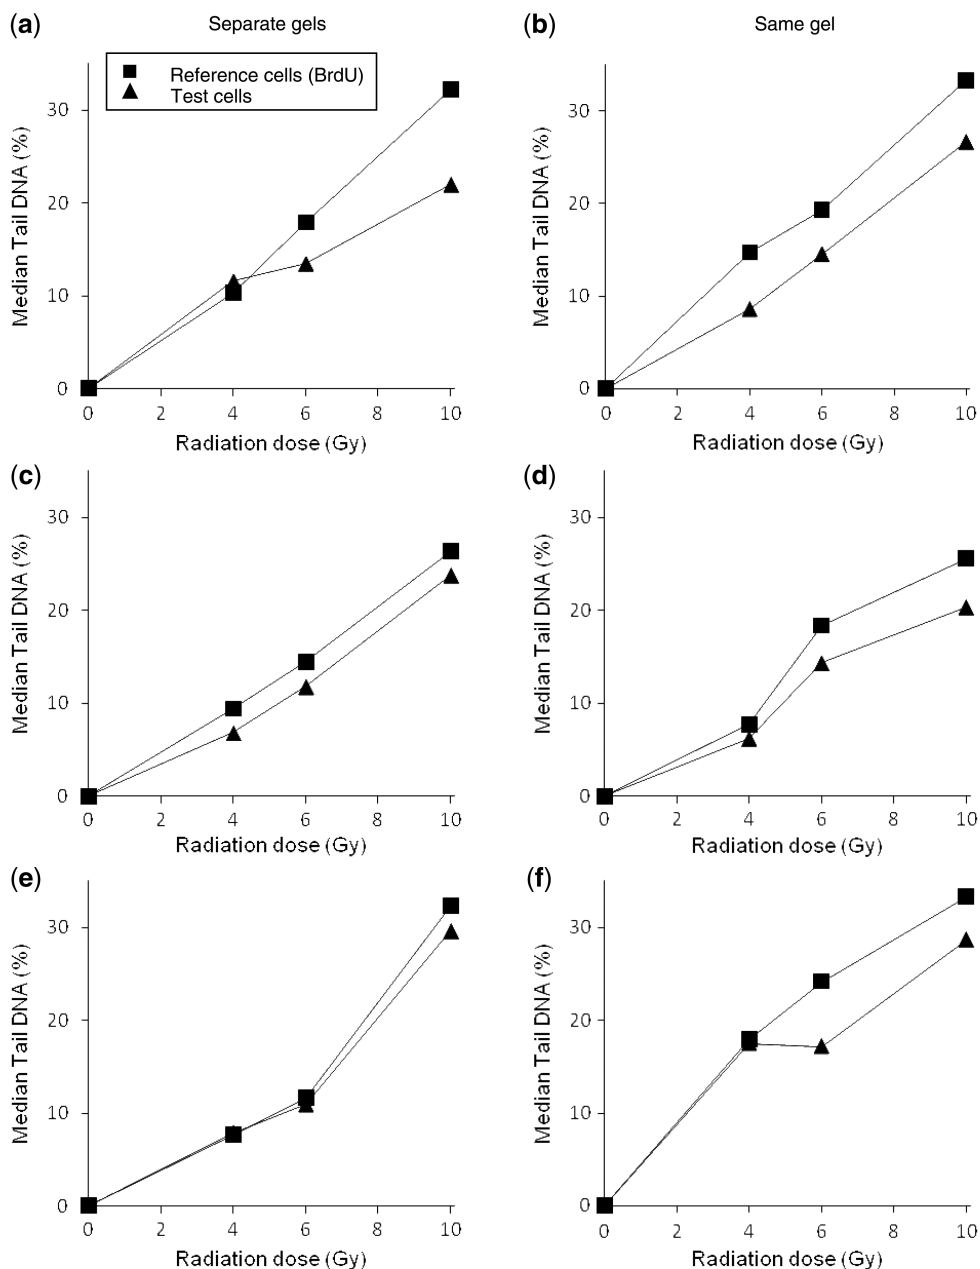 (a) Separate gels
(b) Same gel
Reference cells (BrdU)
Test cells
Median Tail DNA (%)
30
20
10
0
0 2 4 6 8 10
Radiation dose (Gy)
Median Tail DNA (%)
30
20
10
0
0 2 4 6 8 10
Radiation dose (Gy)
(c)
Median Tail DNA (%)
30
20
10
0
0 2 4 6 8 10
Radiation dose (Gy)
(d)
Median Tail DNA (%)
30
20
10
0
0 2 4 6 8 10
Radiation dose (Gy)
(e)
Median Tail DNA (%)
30
20
10
0
0 2 4 6 8 10
Radiation dose (Gy)
(f)
Median Tail DNA (%)
30
20
10
0
0 2 4 6 8 10
Radiation dose (Gy)